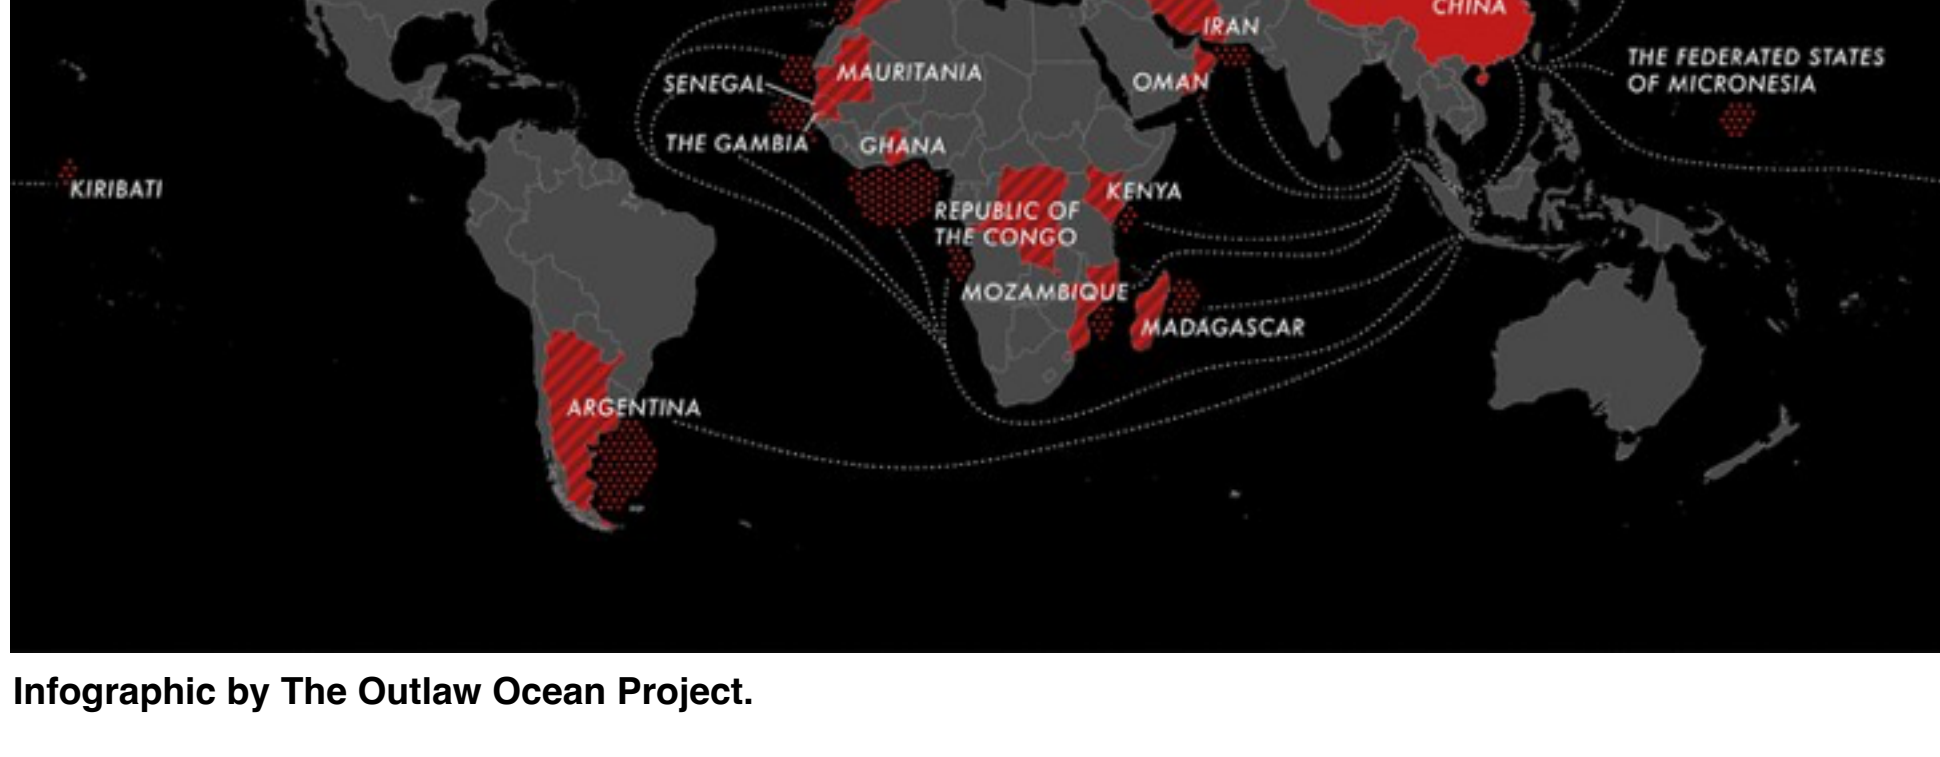 CHINA
IRAN
THE FEDERATED STATES
OF MICRONESIA
MAURITANIA
SENEGAL
OMAN
THE GAMBIA
GHANA
KIRIBATI
KENYA
REPUBLIC OF
THE CONGO
MOZAMBIQUE
MADAGASCAR
ARGENTINA
Infographic by The Outlaw Ocean Project.